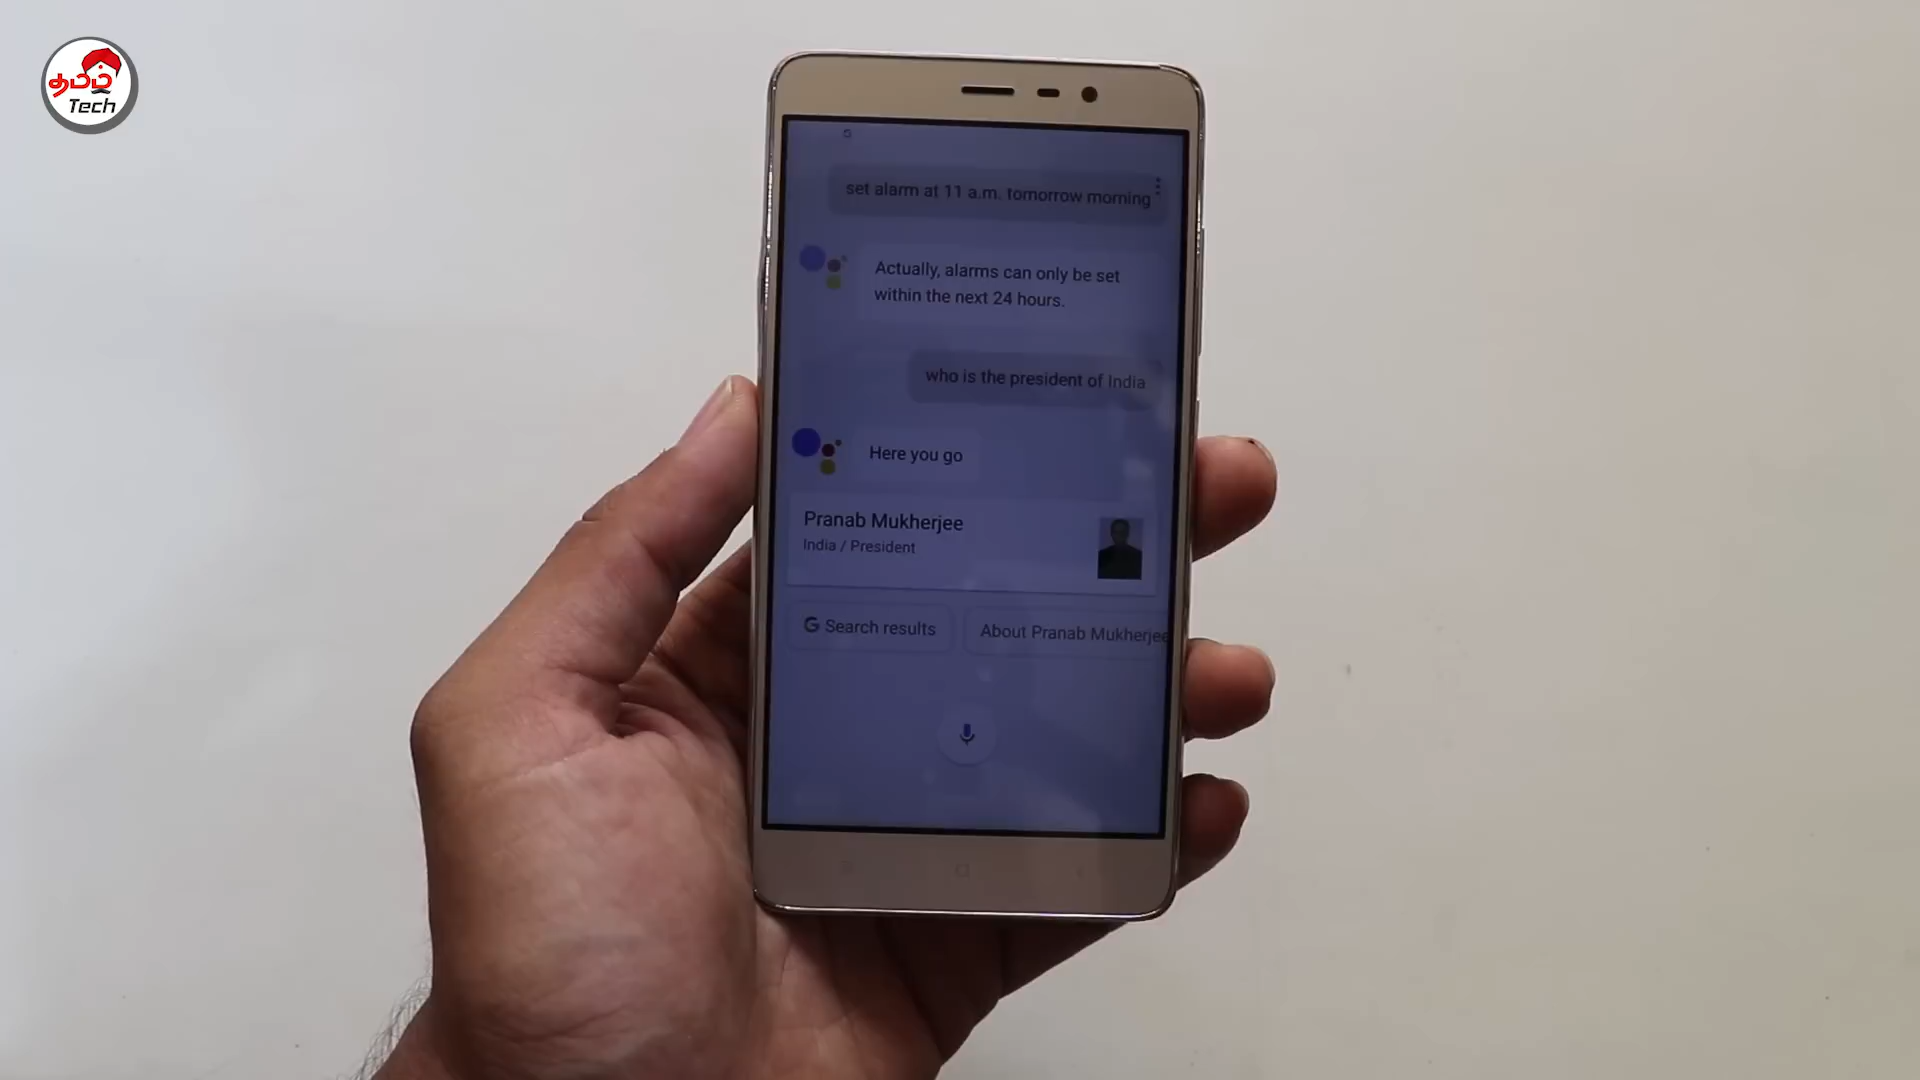 தமிழ்
Tech
set alarm at 11 a.m. tomorrow morning
Actually, alarms can only be set
within the next 24 hours.
who is the president of India
Here you go
Pranab Mukherjee
India / President
G Search results
About Pranab Mukherjee